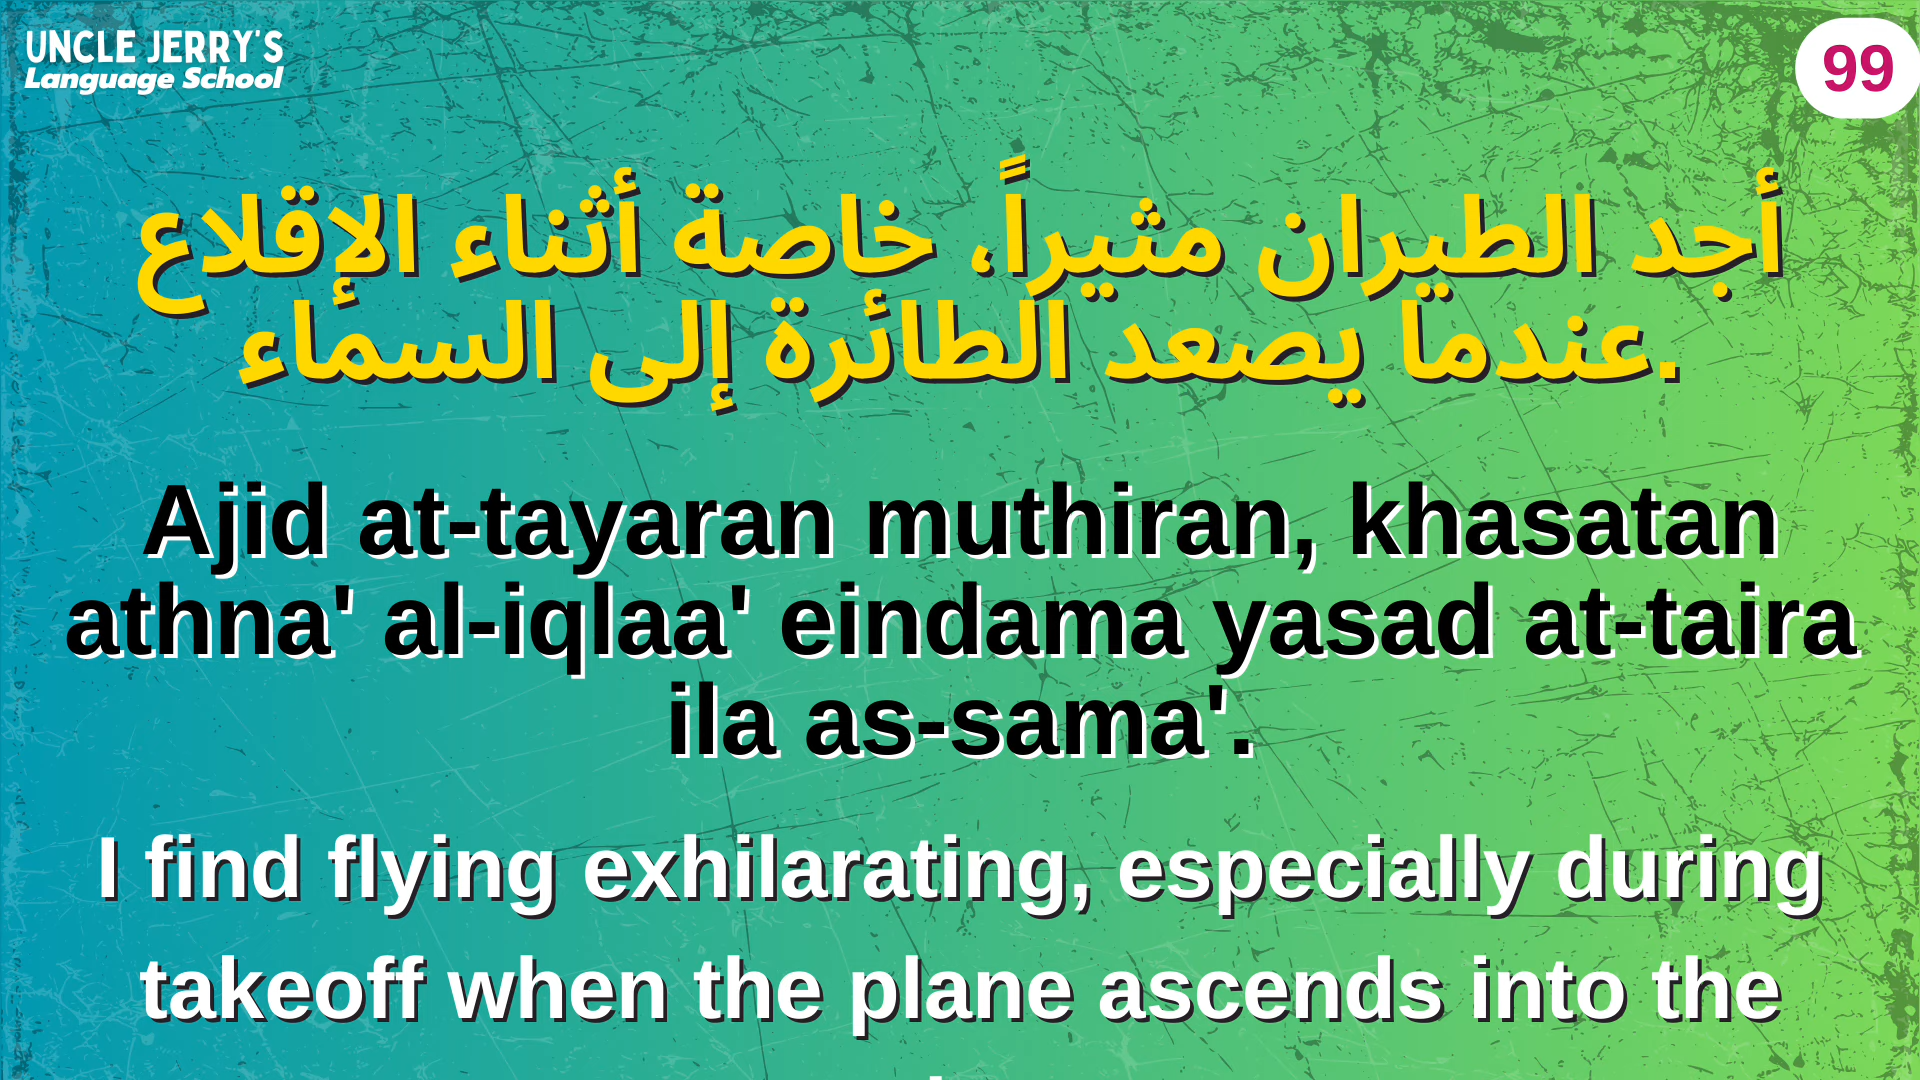 UNCLE JERRY'S
Language School
99
أجد الطيران مثيراً، خاصة أثناء الإقلاع
.عندما يصعد الطائرة إلى السماء
Ajid at-tayaran muthiran, khasatan
athna' al-iqlaa' eindama yasad at-taira
ila as-sama'.
I find flying exhilarating, especially during
takeoff when the plane ascends into the